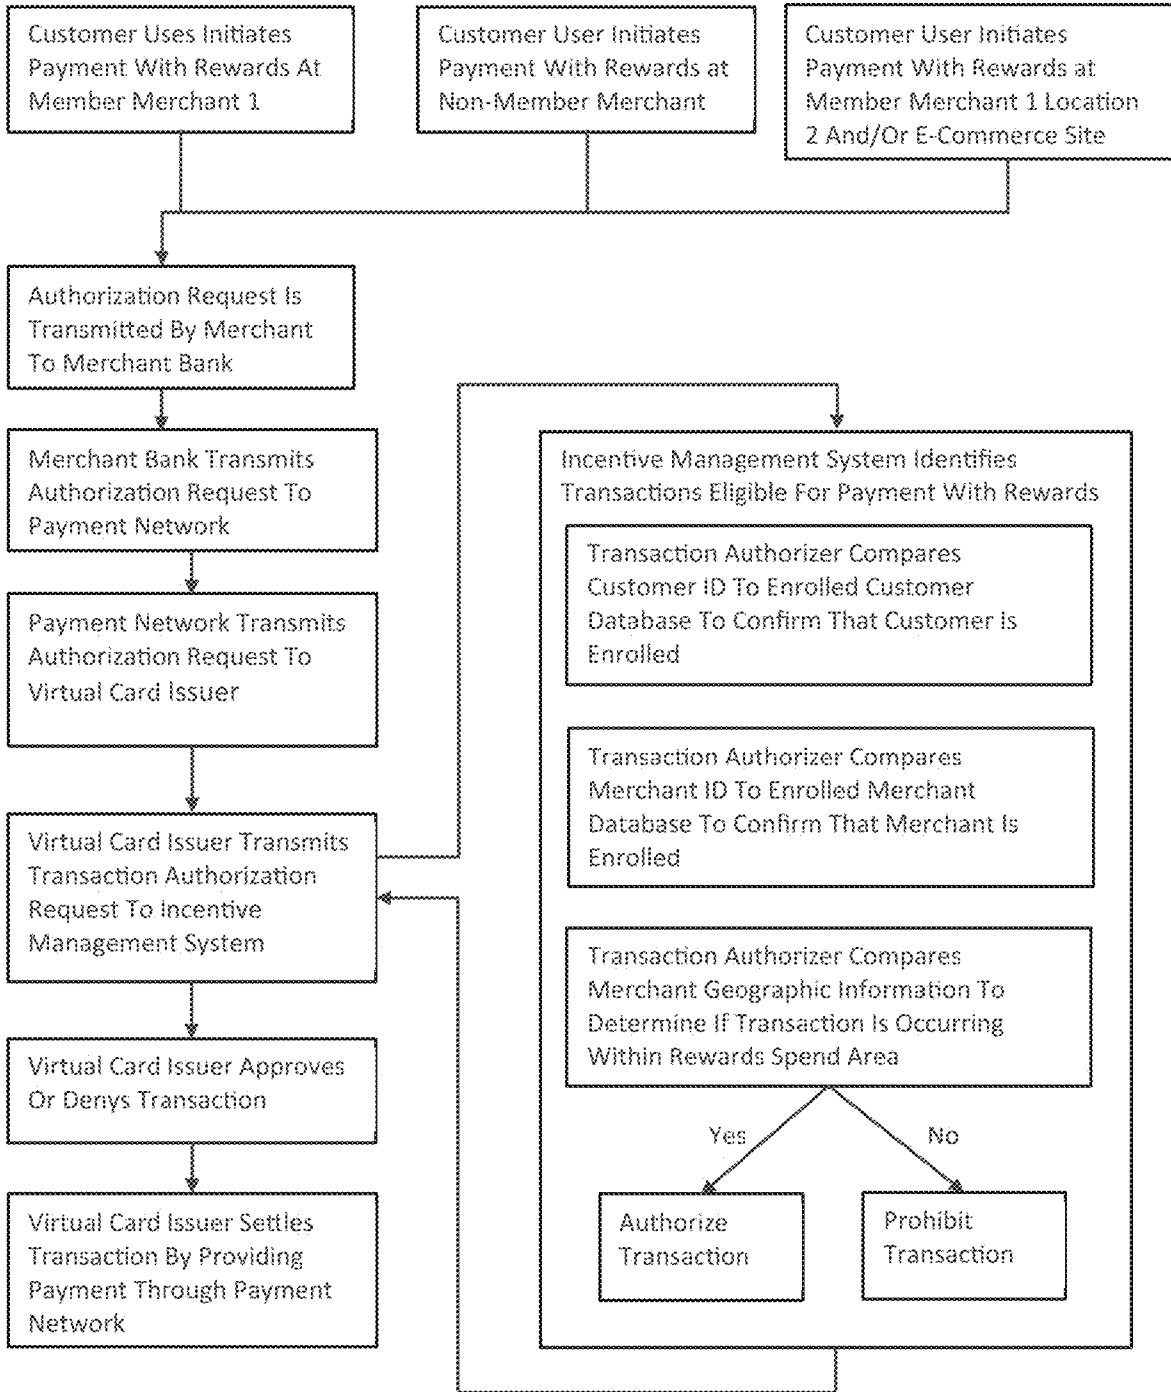 Customer Uses Initiates
Payment With Rewards At
Member Merchant 1
Customer User Initiates
Payment With Rewards at
Non-Member Merchant
Customer User Initiates
Payment With Rewards at
Member Merchant 1 Location
2 And/Or E-Commerce Site
Authorization Request Is
Transmitted By Merchant
To Merchant Bank
Merchant Bank Transmits
Authorization Request To
Payment Network
Payment Network Transmits
Authorization Request To
Virtual Card Issuer
Virtual Card Issuer Transmits
Transaction Authorization
Request To Incentive
Management System
Virtual Card Issuer Approves
Or Denys Transaction
Virtual Card Issuer Settles
Transaction By Providing
Payment Through Payment
Network
Incentive Management System Identifies
Transactions Eligible For Payment With Rewards
Transaction Authorizer Compares
Customer ID To Enrolled Customer
Database To Confirm That Customer is
Enrolled
Transaction Authorizer Compares
Merchant ID To Enrolled Merchant
Database To Confirm That Merchant Is
Enrolled
Transaction Authorizer Compares
Merchant Geographic Information To
Determine If Transaction Is Occurring
Within Rewards Spend Area
Yes
No
Authorize
Transaction
Prohibit
Transaction